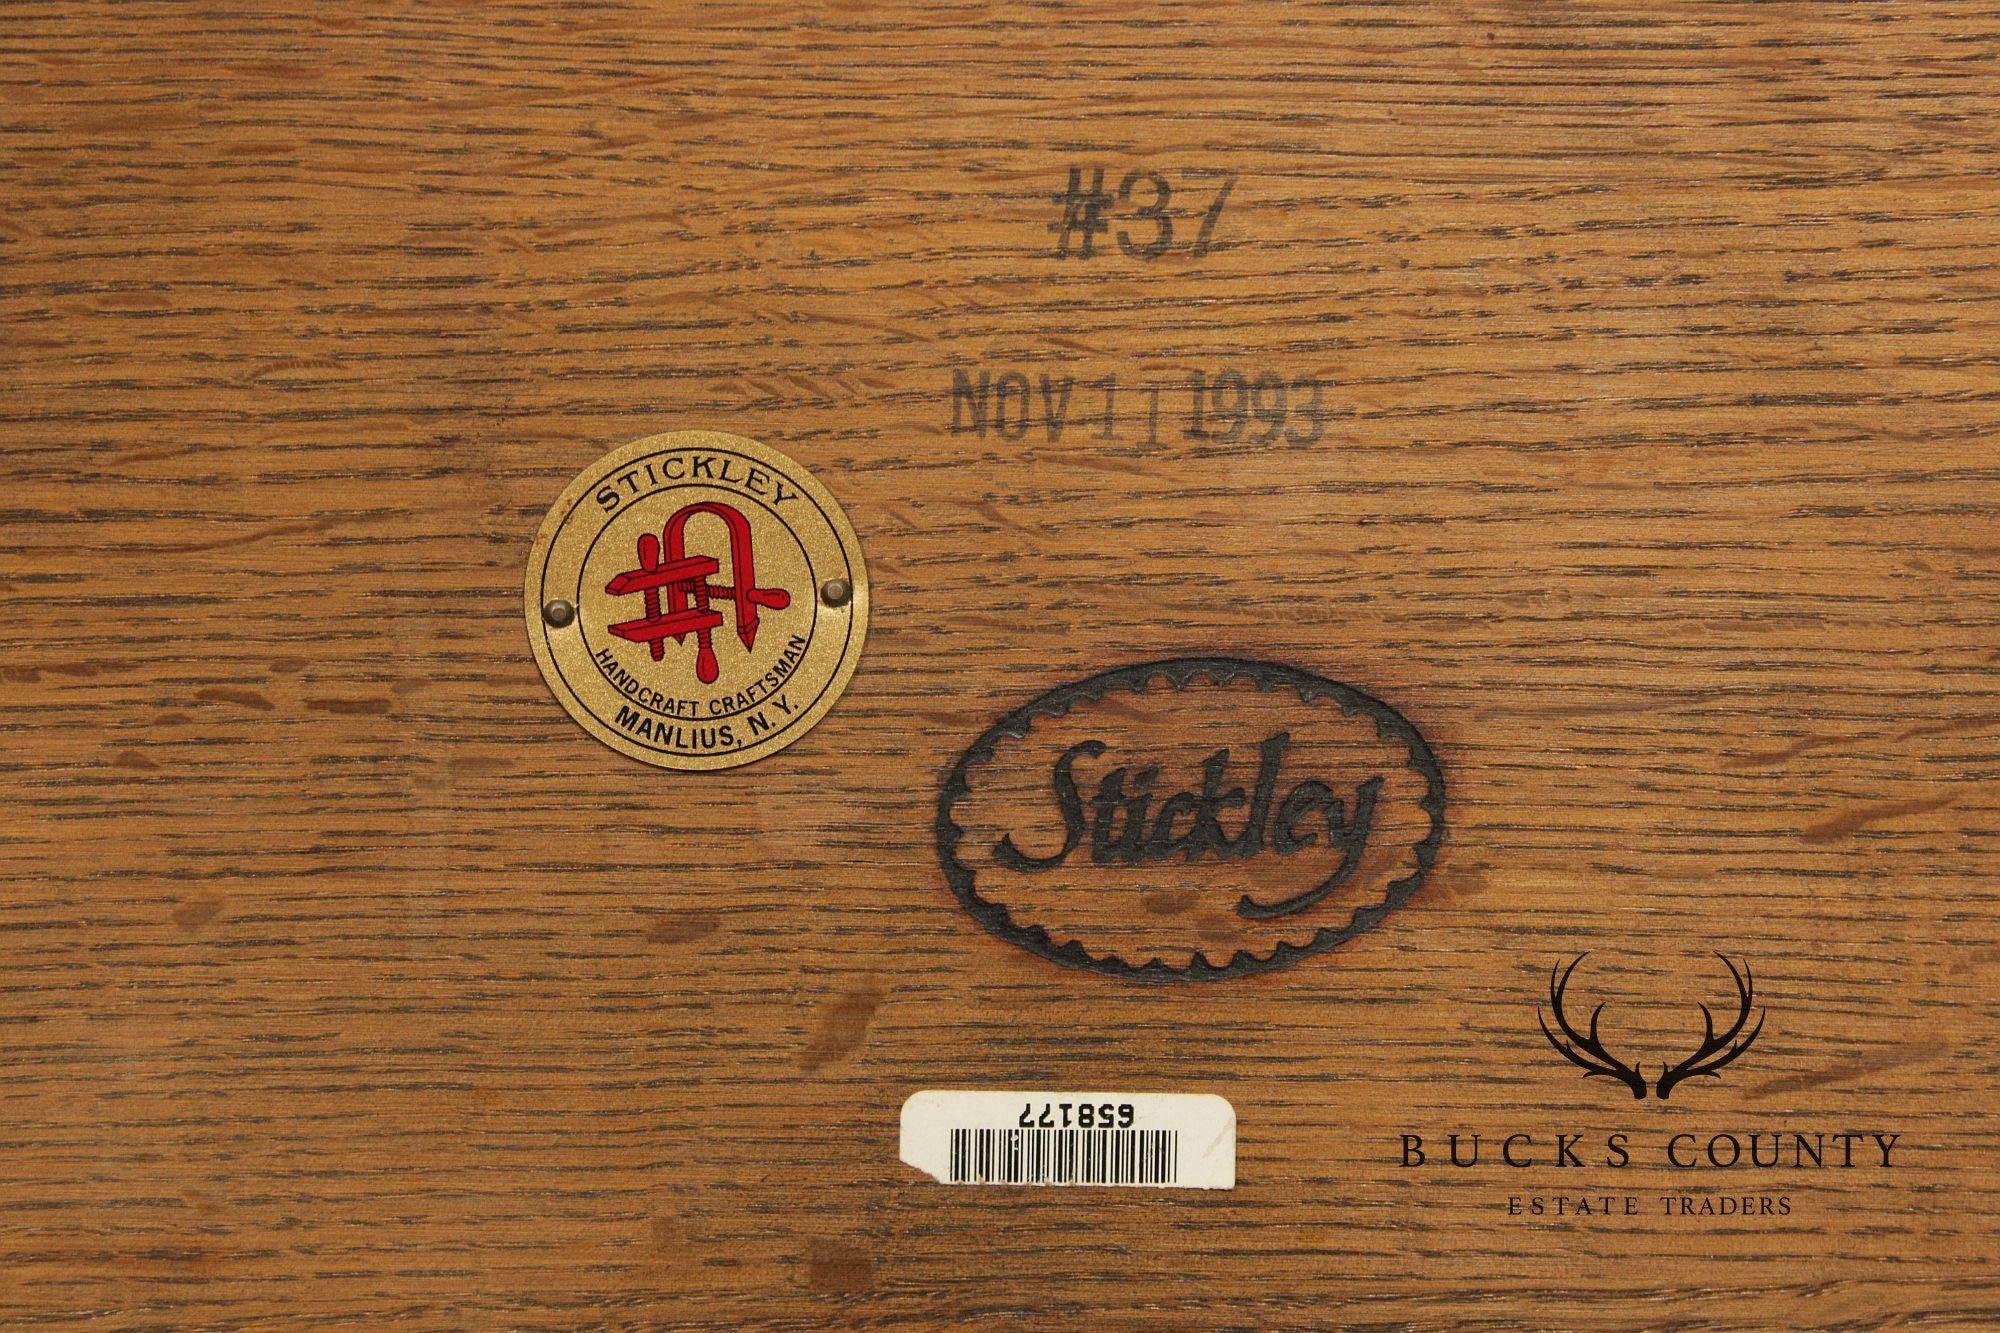 #37
NOV 11 1993
STICKLEY
HANDCRAFT CRAFTSMAN
MANLIUS, N. Y.
Stickley
658177
BUCKS COUNTY
ESTATE TRADERS